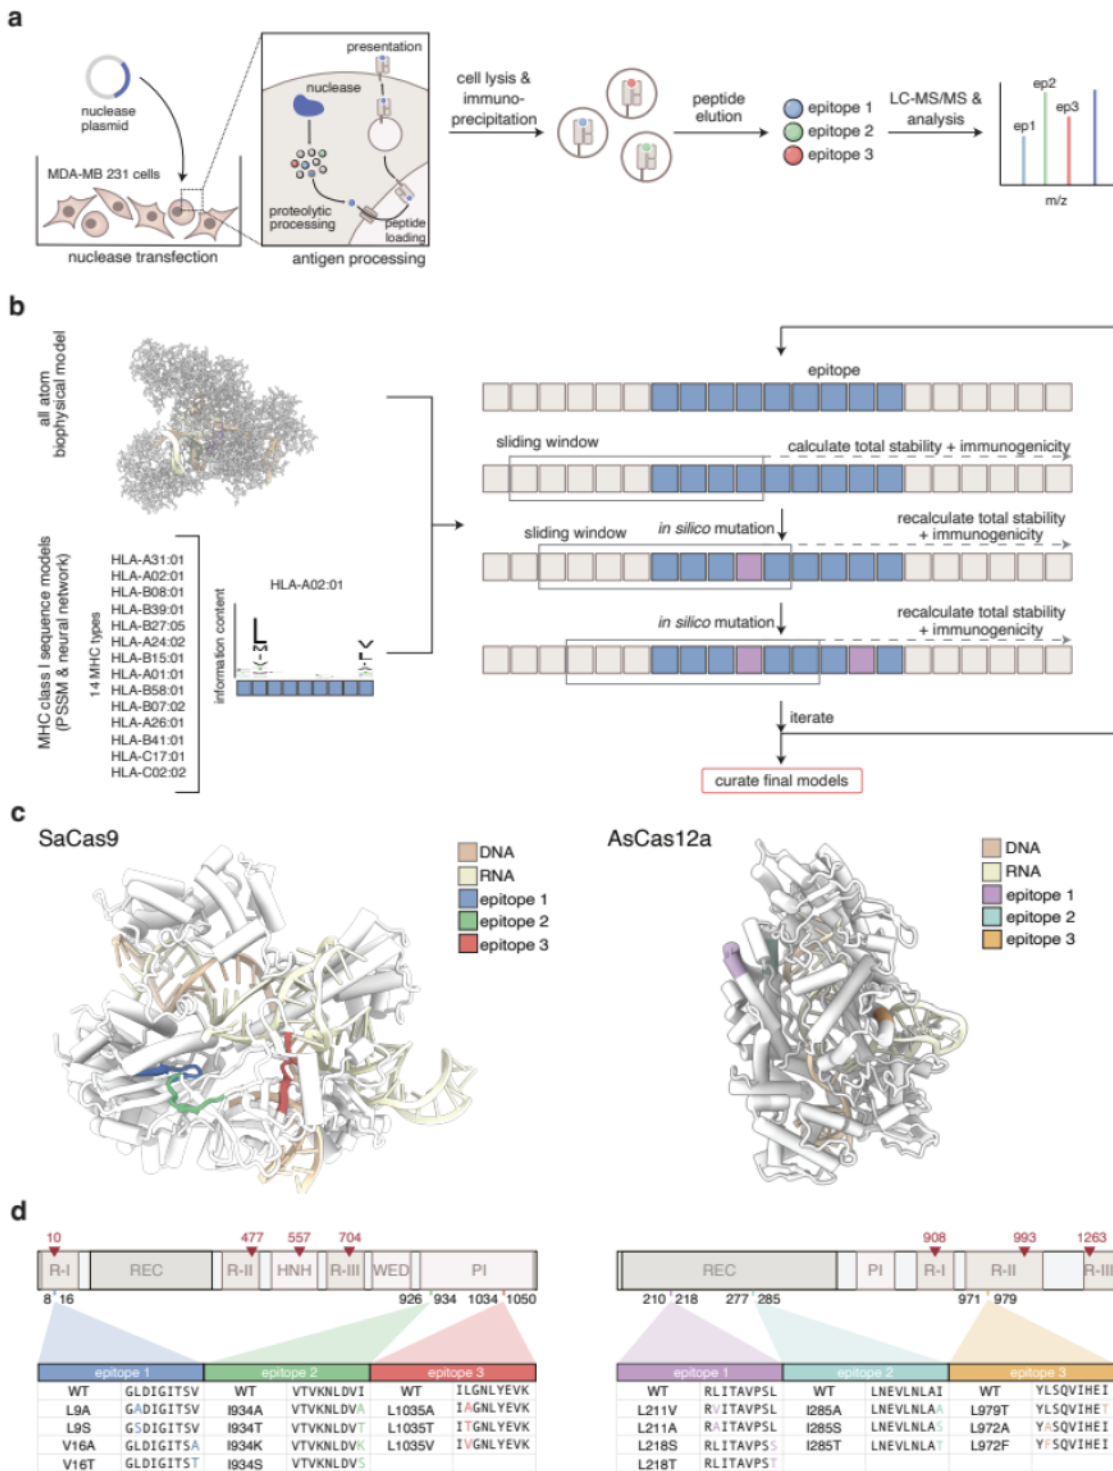 a
nuclease
plasmid
MDA-MB 231 cells
nuclease transfection
presentation
nuclease
proteolytic
processing
peptide
loading
antigen processing
cell lysis &
immuno-
precipitation
peptide
elution
epitope 1
epitope 2
epitope 3
LC-MS/MS &
analysis
ep1
ep2
ep3
m/z
b
all atom
biophysical model
MHC class I sequence models
(PSSM & neural network)
14 MHC types
HLA-A31:01
HLA-A02:01
HLA-B08:01
HLA-B39:01
HLA-B27:05
HLA-A24:02
HLA-B15:01
HLA-A01:01
HLA-B58:01
HLA-B07:02
HLA-A26:01
HLA-B41:01
HLA-C17:01
HLA-C02:02
information content
HLA-A02:01
L
M
I
V
V
L
I
epitope
sliding window
calculate total stability + immunogenicity
sliding window
in silico mutation
recalculate total stability
+ immunogenicity
in silico mutation
recalculate total stability
+ immunogenicity
iterate
curate final models
c
SaCas9
DNA
RNA
epitope 1
epitope 2
epitope 3
AsCas12a
DNA
RNA
epitope 1
epitope 2
epitope 3
d
10 477 557 704
R-I REC R-II HNH R-III WED PI
8 16 926 934 1034 1050
epitope 1 epitope 2 epitope 3
WT GLDIGITSV WT VTVKNLDVI WT ILGNLYEVK
L9A GADIGITSV I934A VTVKNLDVA L1035A IAGNLYEVK
L9S GSDIGITSV I934T VTVKNLDVT L1035T ITGNLYEVK
V16A GLDIGITSA I934K VTVKNLDVK L1035V IVGNLYEVK
V16T GLDIGITST I934S VTVKNLDVS
908 993 1263
REC PI R-I R-II R-III
210 218 277 285 971 979
epitope 1 epitope 2 epitope 3
WT RLITAVPSL WT LNEVLNLAI WT YLSQVIHEI
L211V RVITAVPSL I285A LNEVLNLAA L979T YLSQVIHET
L211A RAITAVPSL I285S LNEVLNLAS L972A YASQVIHEI
L218S RLITAVPSS I285T LNEVLNLAT L972F YFSQVIHEI
L218T RLITAVPST